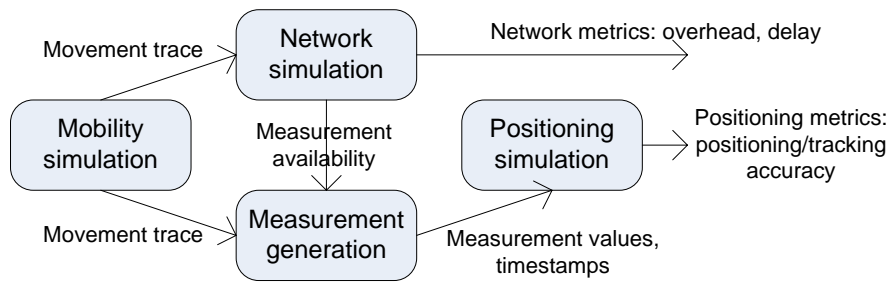 Movement trace
Network
simulation
Network metrics: overhead, delay
Mobility
simulation
Measurement
availability
Positioning
simulation
Positioning metrics:
positioning/tracking
accuracy
Movement trace
Measurement
generation
Measurement values,
timestamps